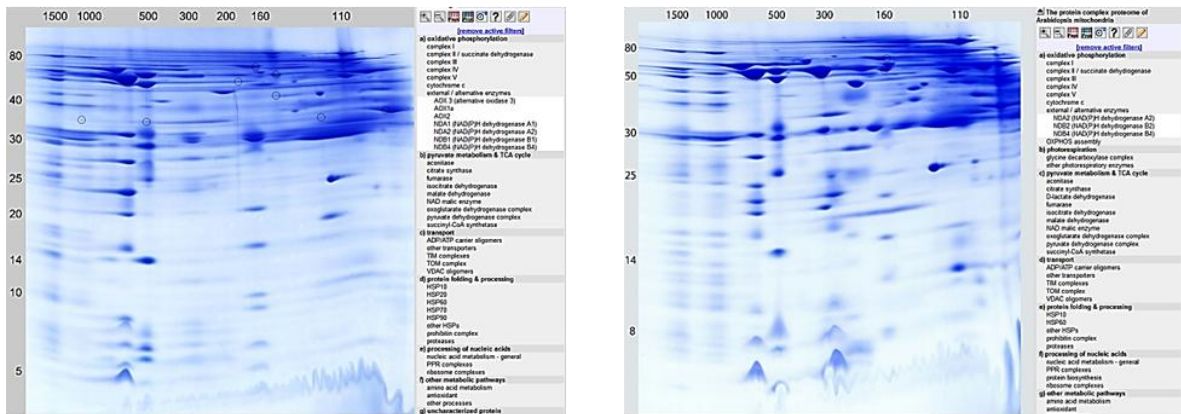 1500 1000 500 300 200 160 110
80
40
30
25
20
14
10
5
[remove active filters]
a) oxidative phosphorylation
complex I
complex II / succinate dehydrogenase
complex III
complex IV
complex V
cytochrome c
external / alternative enzymes
AOX 3 (alternative oxidase 3)
AOX1a
AOX2
NDA1 (NAD(P)H dehydrogenase A1)
NDA2 (NAD(P)H dehydrogenase A2)
NDB1 (NAD(P)H dehydrogenase B1)
NDB4 (NAD(P)H dehydrogenase B4)
b) pyruvate metabolism & TCA cycle
aconitase
citrate synthase
fumarase
isocitrate dehydrogenase
malate dehydrogenase
NAD malic enzyme
oxoglutarate dehydrogenase complex
pyruvate dehydrogenase complex
succinyl-CoA synthetase
c) transport
ADP/ATP carrier oligomers
other transporters
TIM complexes
TOM complex
VDAC oligomers
d) protein folding & processing
HSP10
HSP20
HSP60
HSP70
HSP90
other HSPs
prohibitin complex
proteases
e) processing of nucleic acids
nucleic acid metabolism - general
PPR complexes
ribosome complexes
f) other metabolic pathways
amino acid metabolism
antioxidant
other processes
g) uncharacterized protein
1500 1000 500 300 160 110
80
50
30
25
14
8
The protein complex proteome of
Arabidopsis mitochondria
[remove active filters]
a) oxidative phosphorylation
complex I
complex II / succinate dehydrogenase
complex III
complex IV
complex V
cytochrome c
external / alternative enzymes
NDA2 (NAD(P)H dehydrogenase A2)
NDB2 (NAD(P)H dehydrogenase B2)
NDB4 (NAD(P)H dehydrogenase B4)
OXPHOS assembly
b) photorespiration
glycine decarboxylase complex
other photorespiratory enzymes
c) pyruvate metabolism & TCA cycle
aconitase
citrate synthase
D-lactate dehydrogenase
fumarase
isocitrate dehydrogenase
malate dehydrogenase
NAD malic enzyme
oxoglutarate dehydrogenase complex
pyruvate dehydrogenase complex
succinyl-CoA synthetase
d) transport
ADP/ATP carrier oligomers
other transporters
TIM complexes
TOM complex
VDAC oligomers
e) protein folding & processing
HSP10
HSP60
other HSPs
prohibitin complex
proteases
f) processing of nucleic acids
nucleic acid metabolism - general
PPR complexes
protein biosynthesis
ribosome complexes
g) other metabolic pathways
amino acid metabolism
antioxidant